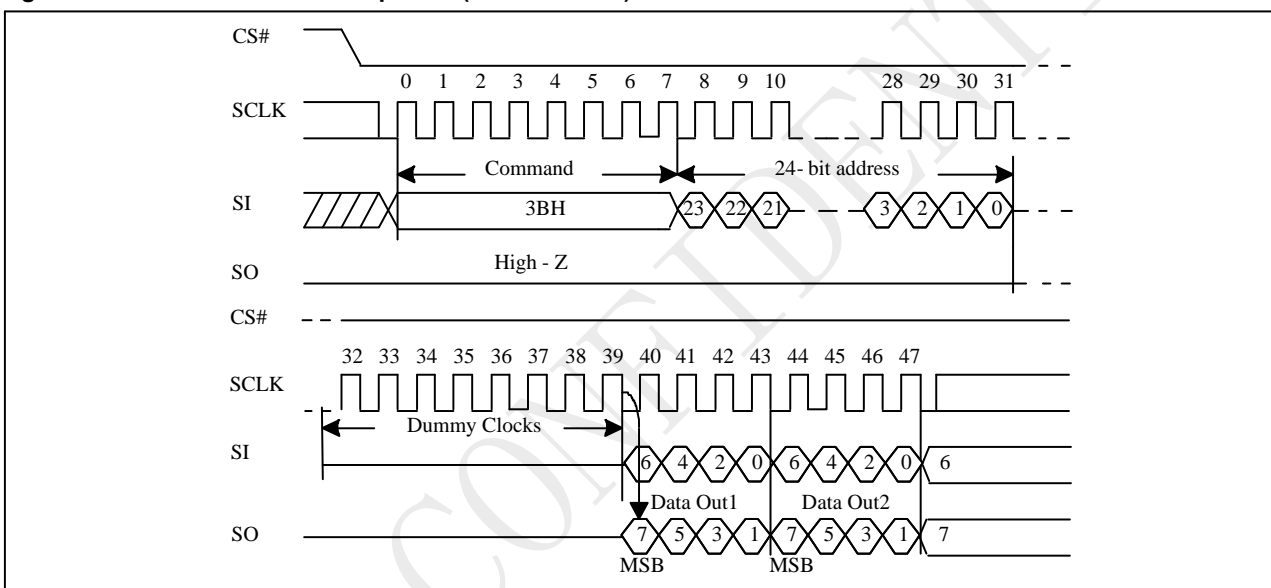 CS#
0 1 2 3 4 5 6 7 8 9 10 28 29 30 31
SCLK
Command 24- bit address
SI 3BH 23 22 21 3 2 1 0
High - Z
SO
CS#
32 33 34 35 36 37 38 39 40 41 42 43 44 45 46 47
SCLK
Dummy Clocks
SI 6 4 2 0 6 4 2 0 6
Data Out1 Data Out2
SO 7 5 3 1 7 5 3 1 7
MSB MSB
CONFIDENT